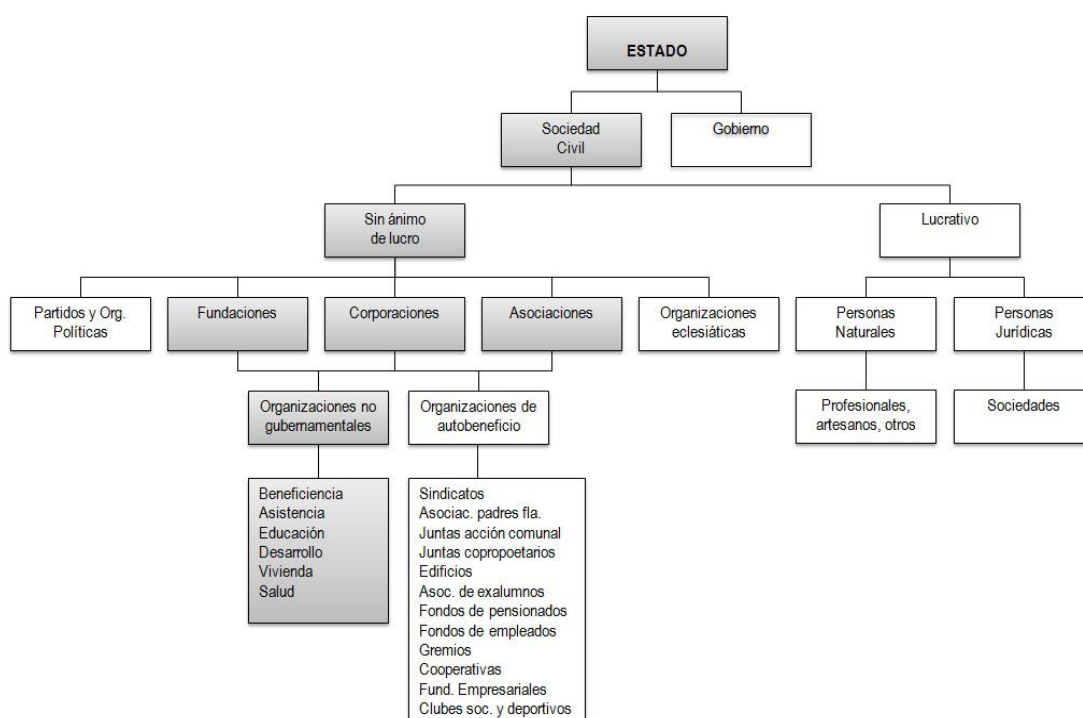 ESTADO
Sociedad
Civil
Gobierno
Sin ánimo
de lucro
Lucrativo
Partidos y Org.
Políticas
Fundaciones
Corporaciones
Asociaciones
Organizaciones
eclesiáticas
Personas
Naturales
Personas
Jurídicas
Organizaciones no
gubernamentales
Organizaciones de
autobeneficio
Profesionales,
artesanos, otros
Sociedades
Beneficiencia
Asistencia
Educación
Desarrollo
Vivienda
Salud
Sindicatos
Asociac. padres fla.
Juntas acción comunal
Juntas copropoetarios
Edificios
Asoc. de exalumnos
Fondos de pensionados
Fondos de empleados
Gremios
Cooperativas
Fund. Empresariales
Clubes soc. y deportivos